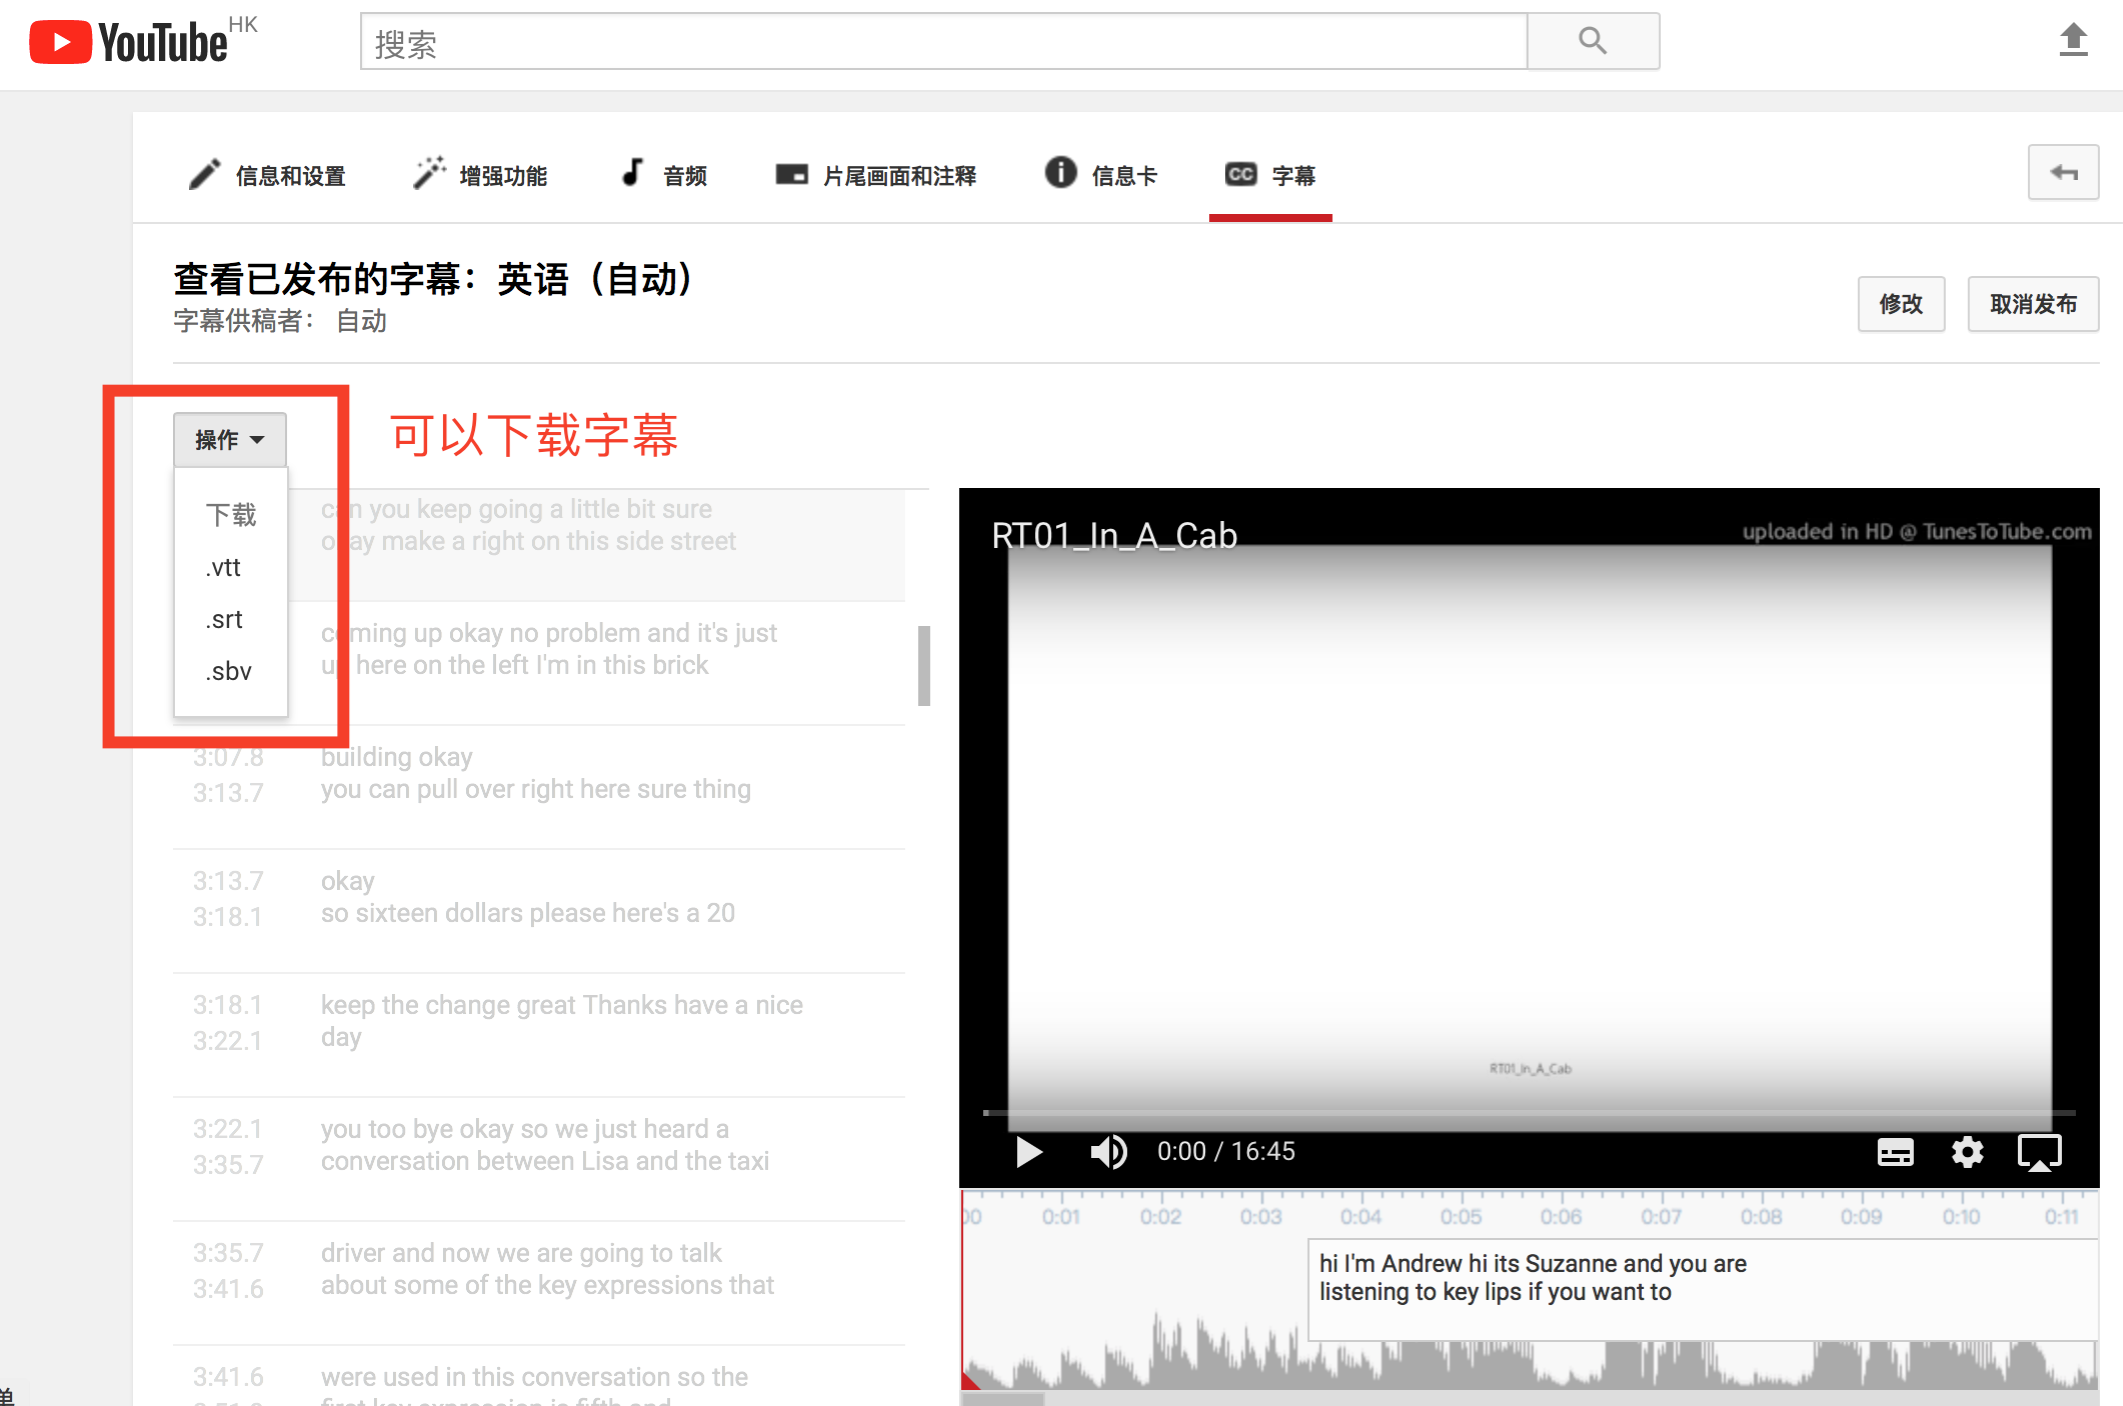 YouTube HK
搜索
信息和设置
增强功能
音频
片尾画面和注释
信息卡
CC 字幕
查看已发布的字幕：英语（自动）
字幕供稿者： 自动
修改
取消发布
操作
可以下载字幕
下载
.vtt
.srt
.sbv
you keep going a little bit sure
make a right on this side street
coming up okay no problem and it's just
here on the left I'm in this brick
3:07.8
3:13.7
building okay
you can pull over right here sure thing
3:13.7
3:18.1
okay
so sixteen dollars please here's a 20
3:18.1
3:22.1
keep the change great Thanks have a nice
day
3:22.1
3:35.7
you too bye okay so we just heard a
conversation between Lisa and the taxi
3:35.7
3:41.6
driver and now we are going to talk
about some of the key expressions that
3:41.6
were used in this conversation so the
RT01_In_A_Cab
uploaded in HD @ TunesToTube.com
RT01_In_A_Cab
0:00 / 16:45
0:01 0:02 0:03 0:04 0:05 0:06 0:07 0:08 0:09 0:10 0:11
hi I'm Andrew hi its Suzanne and you are
listening to key lips if you want to
单